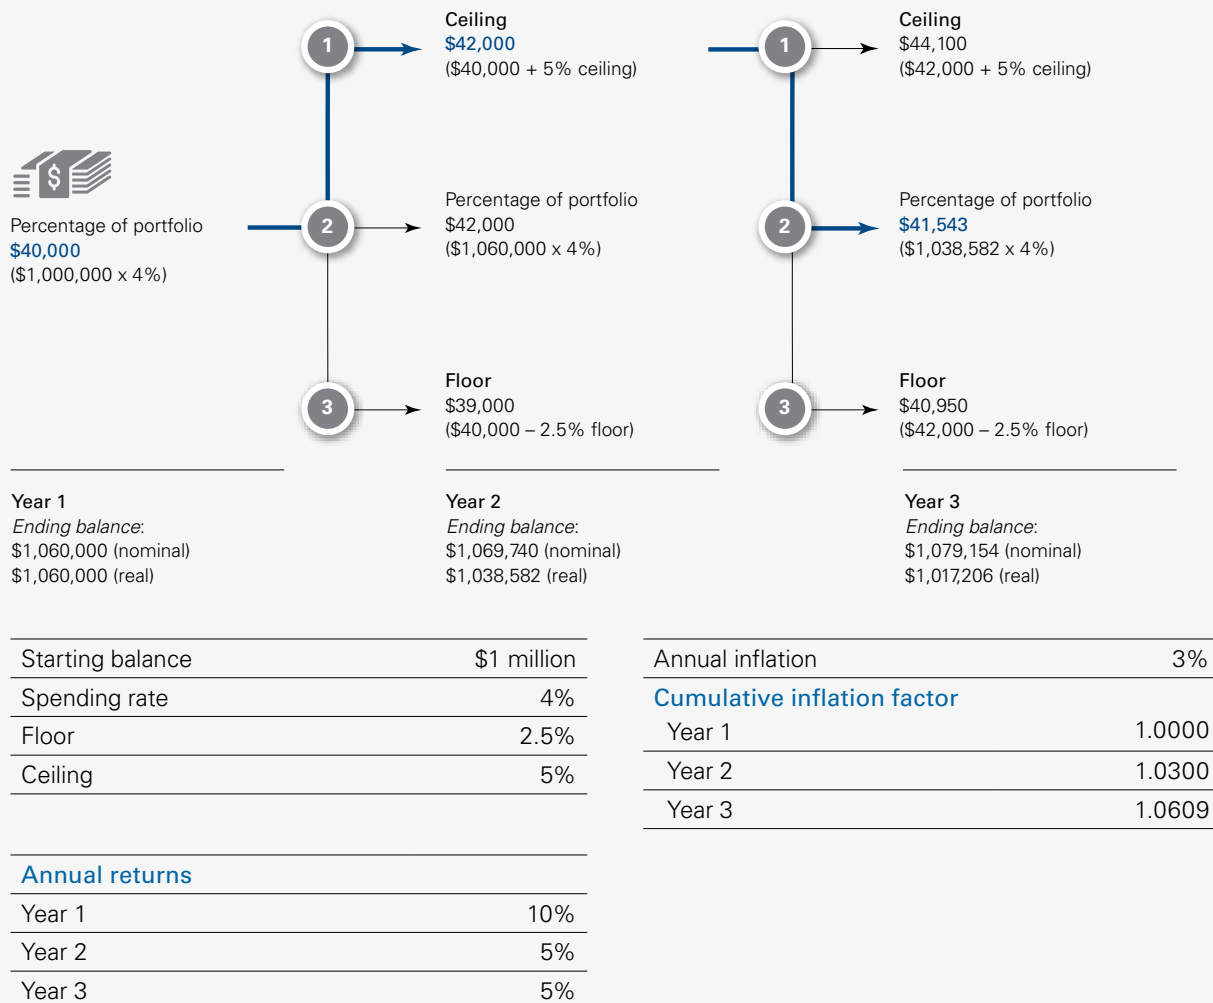 1
Ceiling
$42,000
($40,000 + 5% ceiling)
1
Ceiling
$44,100
($42,000 + 5% ceiling)
$
Percentage of portfolio
$40,000
($1,000,000 x 4%)
2
Percentage of portfolio
$42,000
($1,060,000 x 4%)
2
Percentage of portfolio
$41,543
($1,038,582 x 4%)
3
Floor
$39,000
($40,000 – 2.5% floor)
3
Floor
$40,950
($42,000 – 2.5% floor)
Year 1
Ending balance:
$1,060,000 (nominal)
$1,060,000 (real)
Year 2
Ending balance:
$1,069,740 (nominal)
$1,038,582 (real)
Year 3
Ending balance:
$1,079,154 (nominal)
$1,017,206 (real)
Starting balance $1 million
Spending rate 4%
Floor 2.5%
Ceiling 5%
Annual inflation 3%
Cumulative inflation factor
Year 1 1.0000
Year 2 1.0300
Year 3 1.0609
Annual returns
Year 1 10%
Year 2 5%
Year 3 5%